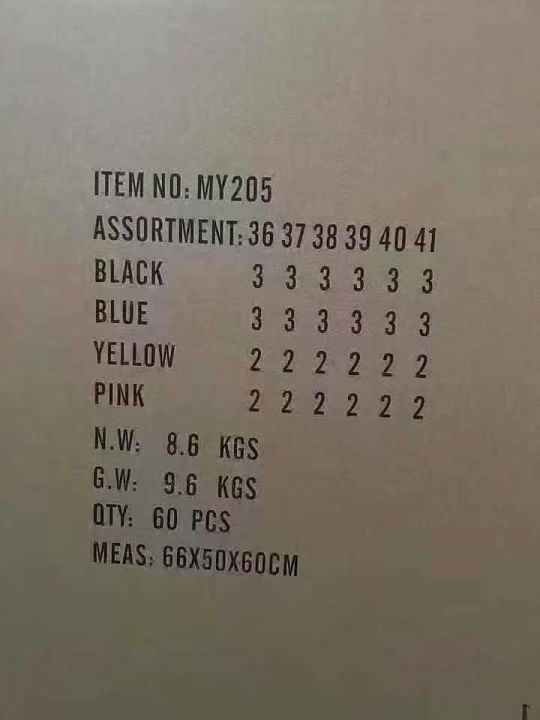 ITEM NO: MY205
ASSORTMENT: 36 37 38 39 40 41
BLACK 3 3 3 3 3 3
BLUE 3 3 3 3 3 3
YELLOW 2 2 2 2 2 2
PINK 2 2 2 2 2 2
N.W: 8.6 KGS
G.W: 9.6 KGS
QTY: 60 PCS
MEAS: 66X50X60CM